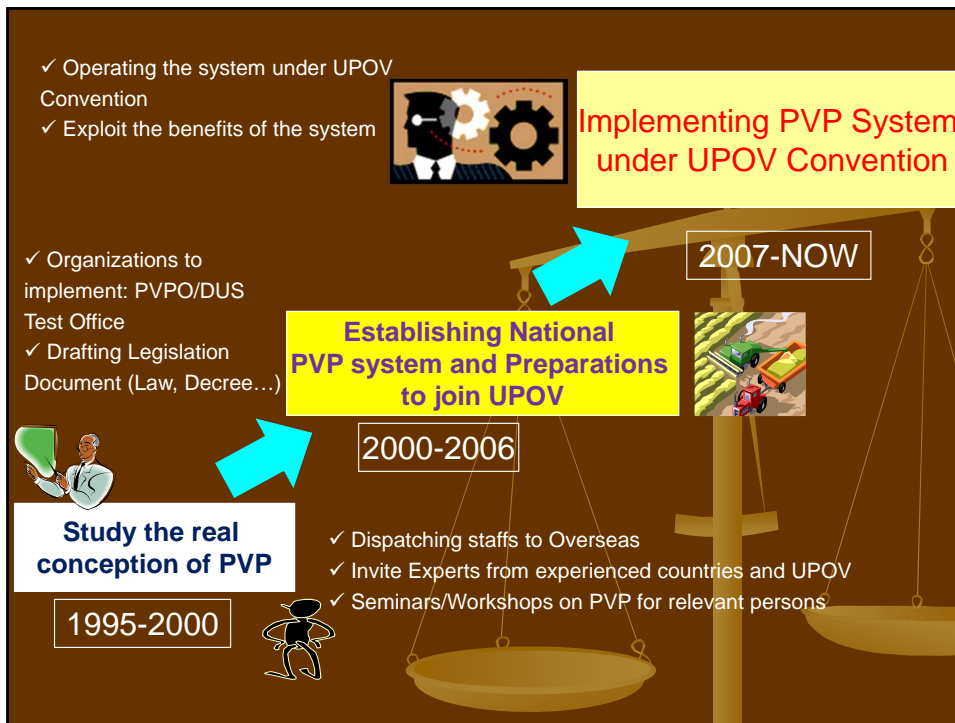 ✓ Operating the system under UPOV
Convention
✓ Exploit the benefits of the system
Implementing PVP System
under UPOV Convention
2007-NOW
✓ Organizations to
implement: PVPO/DUS
Test Office
✓ Drafting Legislation
Document (Law, Decree…)
Establishing National
PVP system and Preparations
to join UPOV
2000-2006
Study the real
conception of PVP
1995-2000
✓ Dispatching staffs to Overseas
✓ Invite Experts from experienced countries and UPOV
✓ Seminars/Workshops on PVP for relevant persons